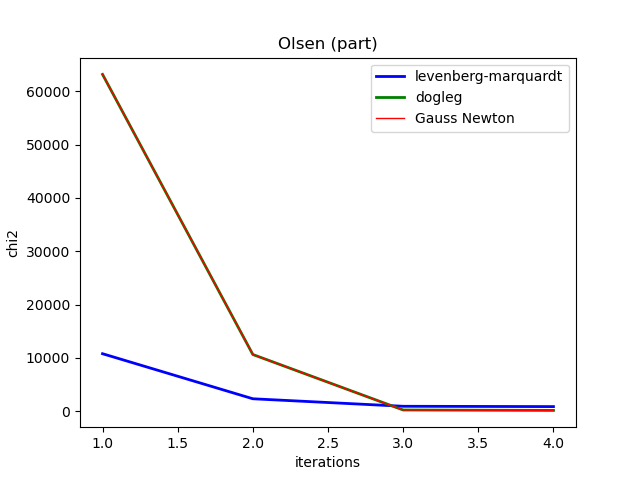 Olsen (part)
levenberg-marquardt
dogleg
Gauss Newton
chi2
60000
50000
40000
30000
20000
10000
0
1.0 1.5 2.0 2.5 3.0 3.5 4.0
iterations